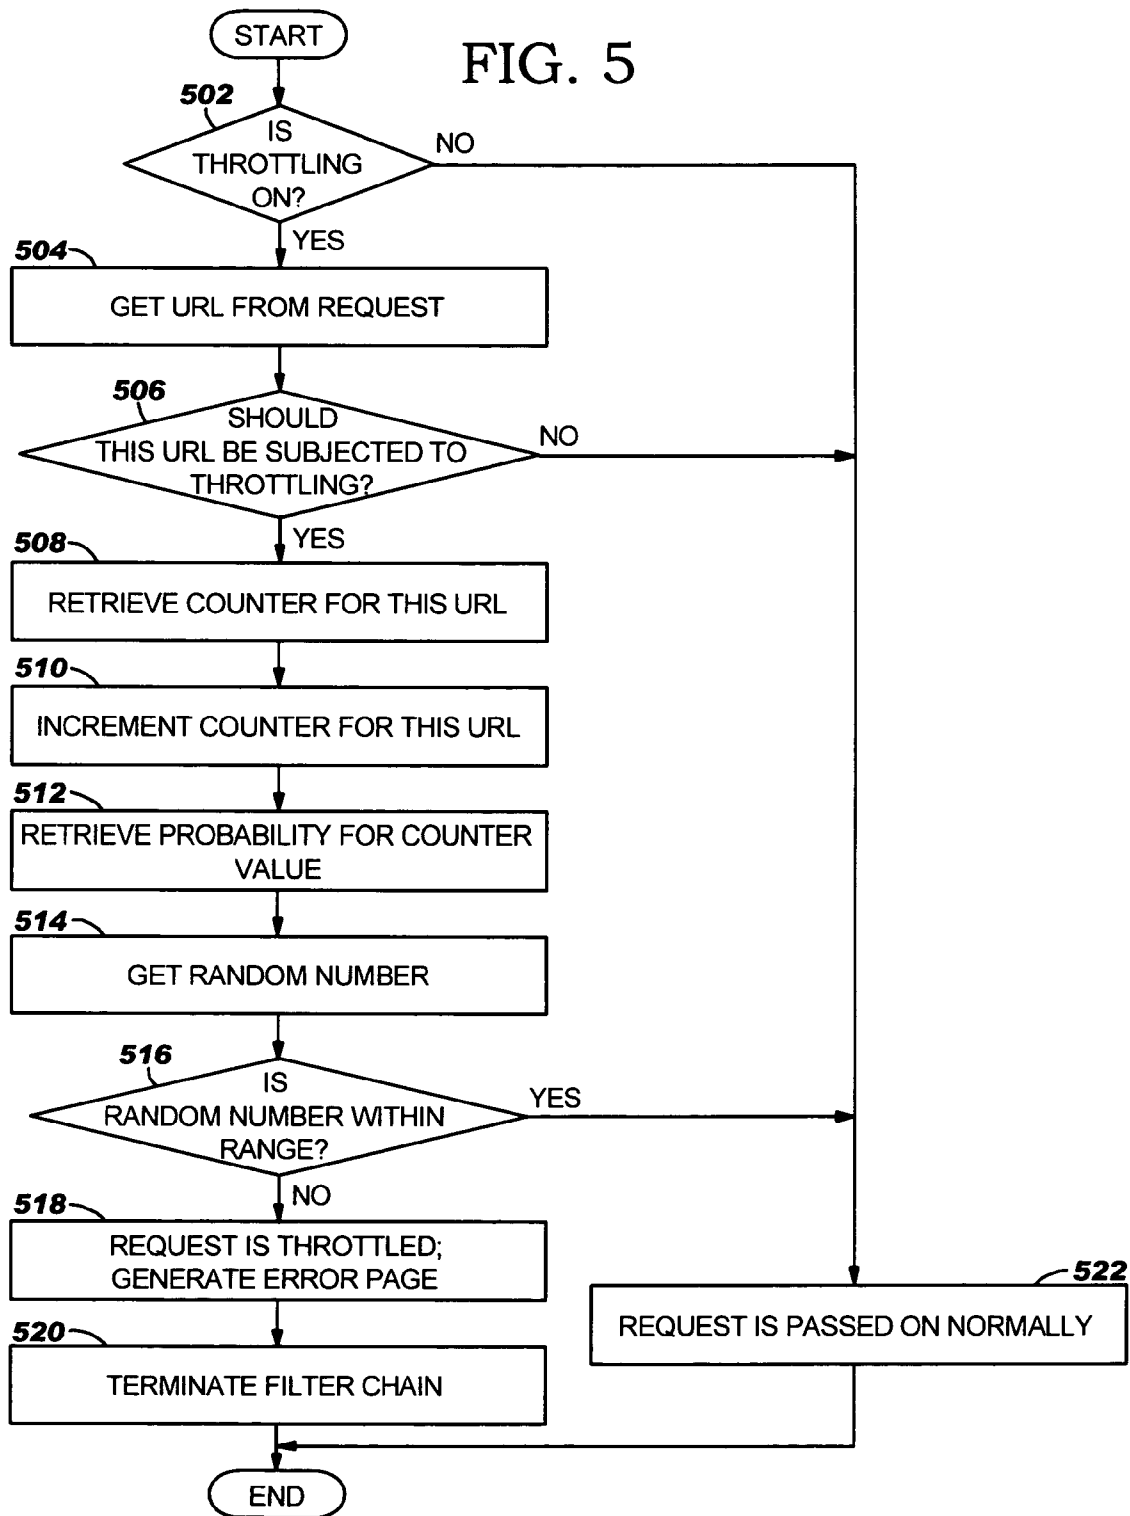 START
FIG. 5
502
IS
THROTTLING
ON?
NO
YES
504
GET URL FROM REQUEST
506
SHOULD
THIS URL BE SUBJECTED TO
THROTTLING?
NO
YES
508
RETRIEVE COUNTER FOR THIS URL
510
INCREMENT COUNTER FOR THIS URL
512
RETRIEVE PROBABILITY FOR COUNTER
VALUE
514
GET RANDOM NUMBER
516
IS
RANDOM NUMBER WITHIN
RANGE?
YES
NO
518
REQUEST IS THROTTLED;
GENERATE ERROR PAGE
522
REQUEST IS PASSED ON NORMALLY
520
TERMINATE FILTER CHAIN
END